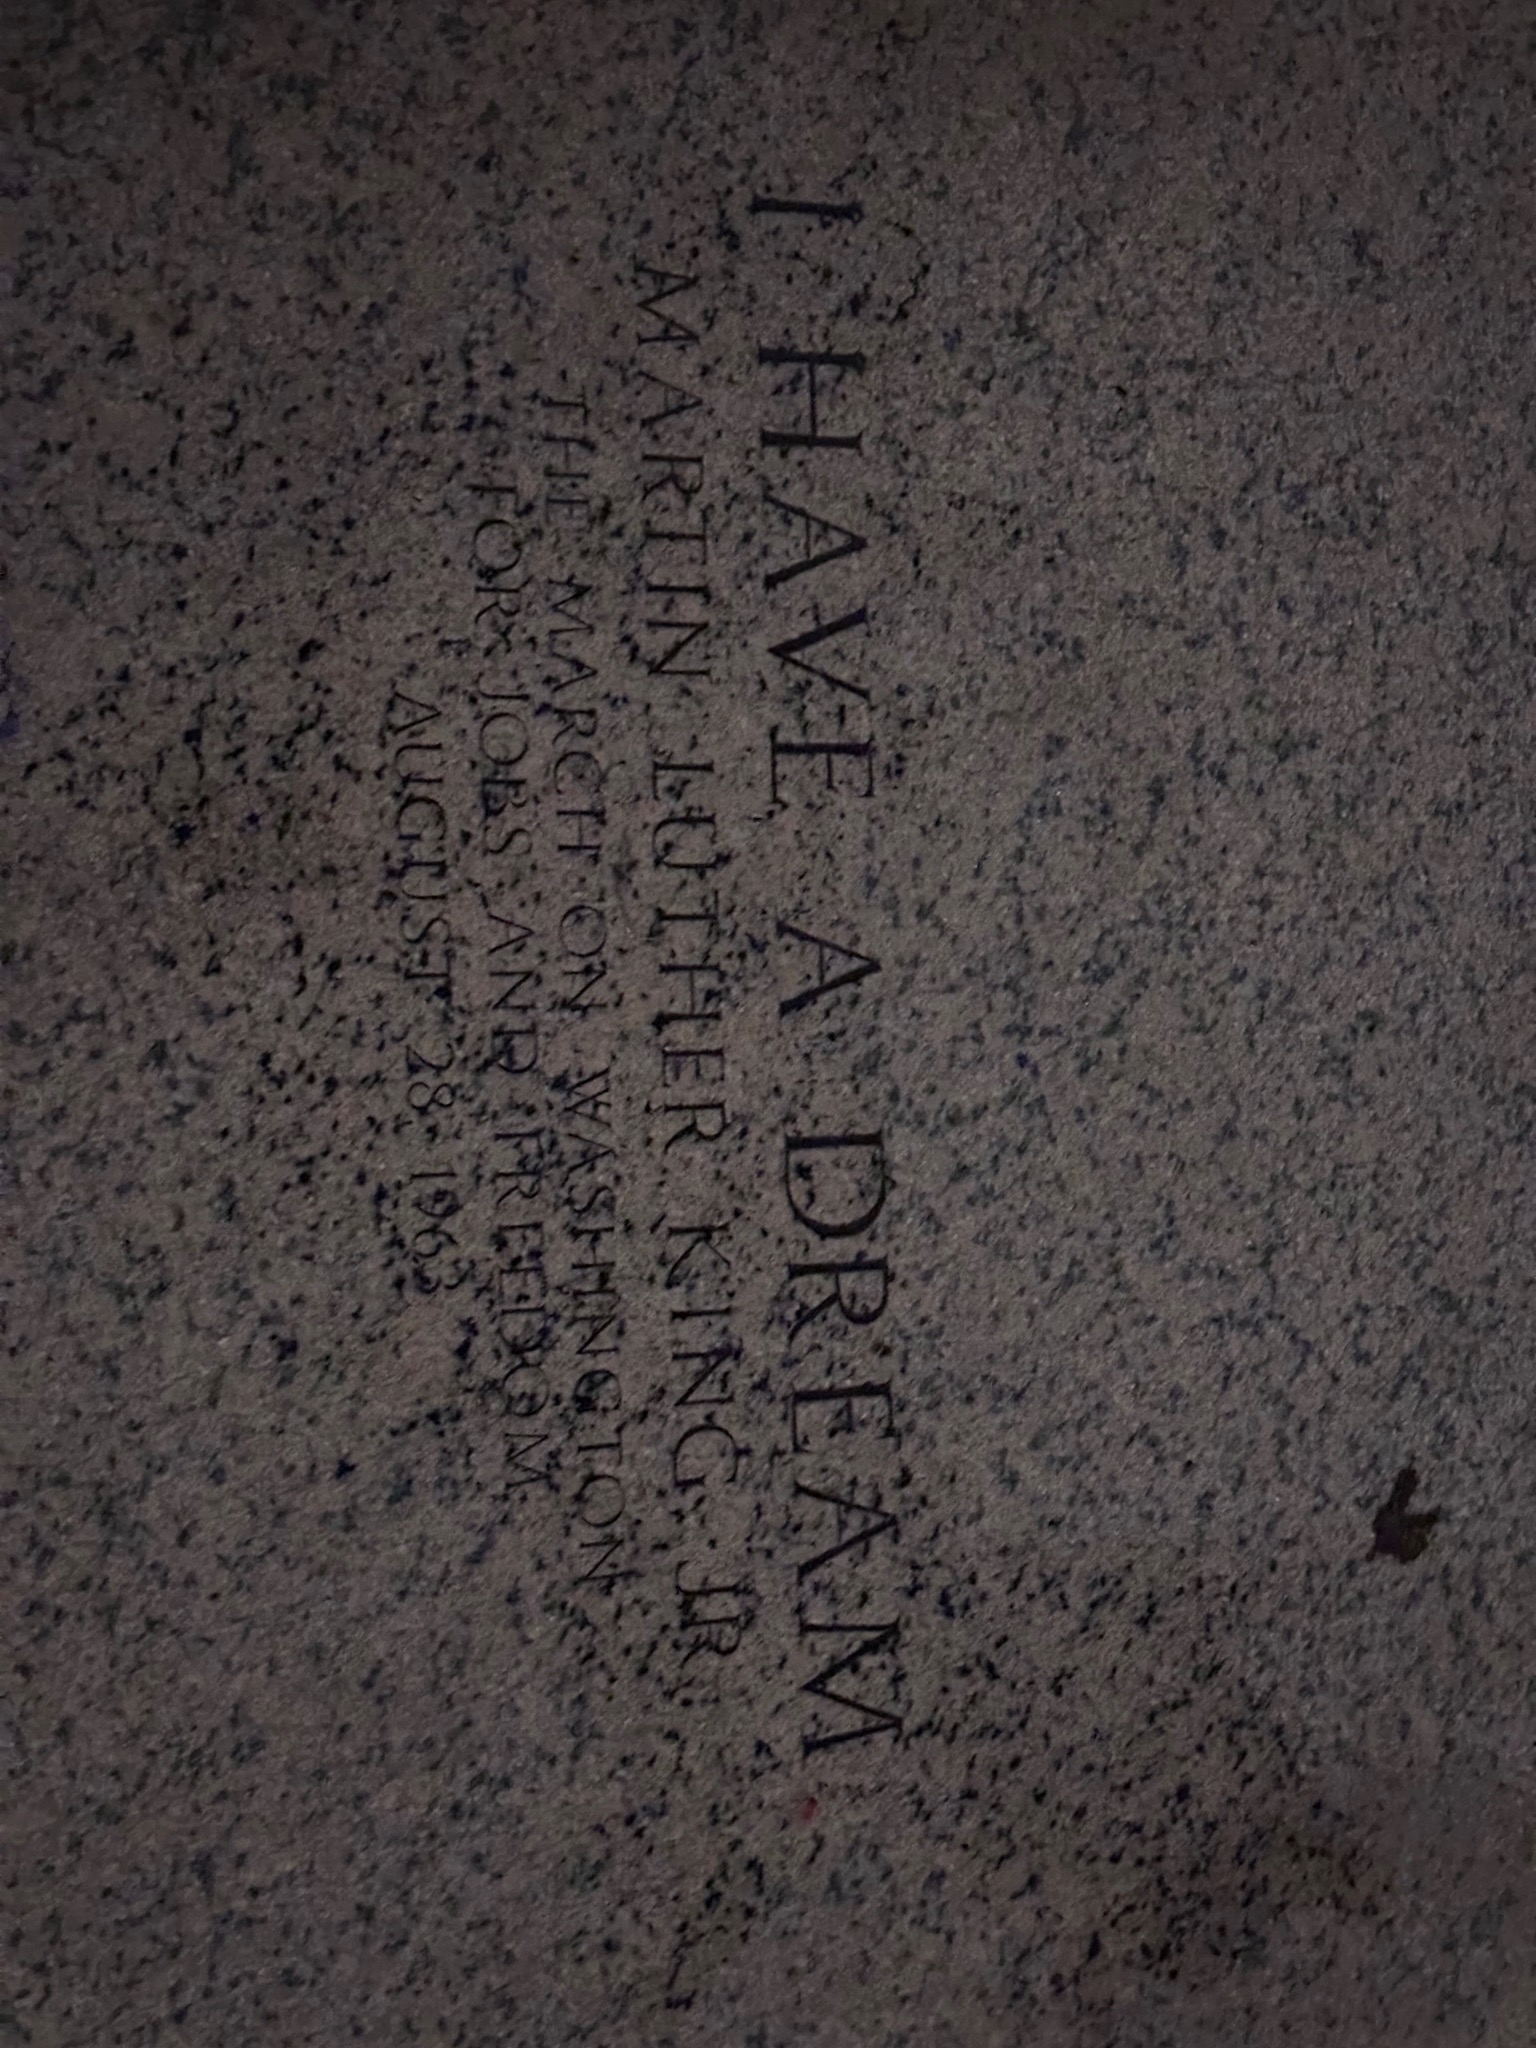 I HAVE A DREAM
MARTIN LUTHER KING JR
THE MARCH ON WASHINGTON
FOR JOBS AND FREEDOM
AUGUST 28, 1963